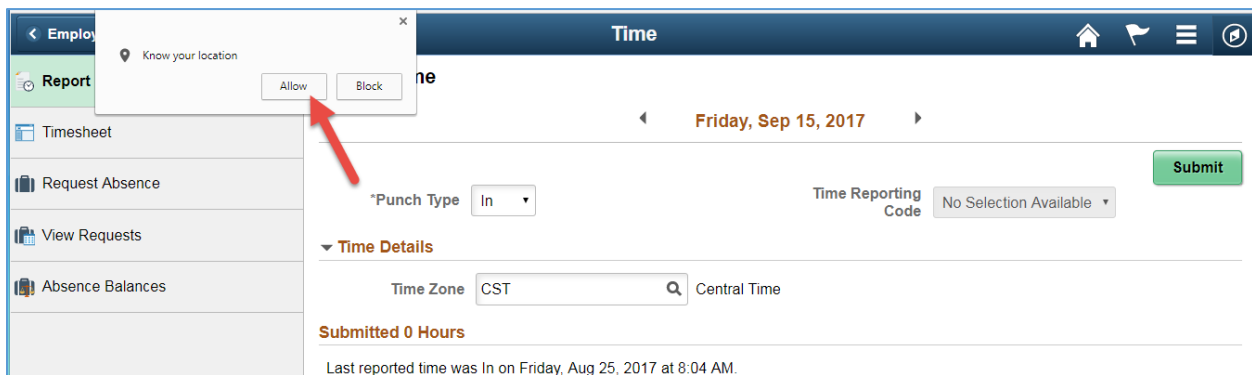 Employ
Time
Know your location
Allow
Block
Report
me
Friday, Sep 15, 2017
Timesheet
Submit
Request Absence
*Punch Type
In
Time Reporting
Code
No Selection Available
View Requests
Time Details
Absence Balances
Time Zone
CST
Central Time
Submitted 0 Hours
Last reported time was In on Friday, Aug 25, 2017 at 8:04 AM.